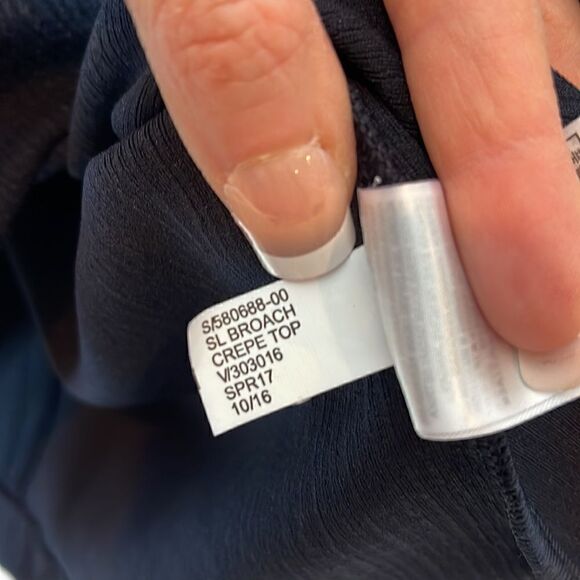 S/580688-00
SL BROACH
CREPE TOP
V/303016
SPR17
10/16